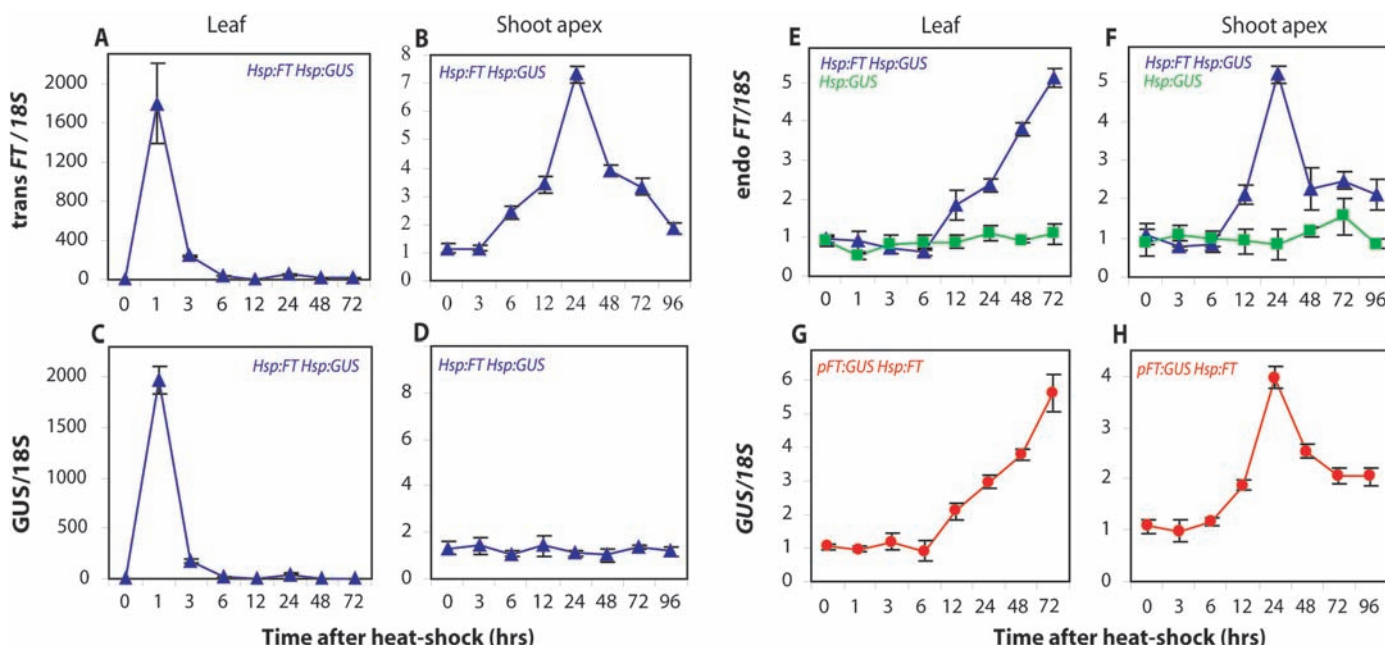 Leaf
Shoot apex
Leaf
Shoot apex
A
B
E
F
trans FT / 18S
2000
1600
1200
800
400
0
Hsp:FT Hsp:GUS
0 1 3 6 12 24 48 72
8
7
6
5
4
3
2
1
0
Hsp:FT Hsp:GUS
0 3 6 12 24 48 72 96
endo FT/18S
5
4
3
2
1
0
Hsp:FT Hsp:GUS
Hsp:GUS
0 1 3 6 12 24 48 72
5
4
3
2
1
0
Hsp:FT Hsp:GUS
Hsp:GUS
0 3 6 12 24 48 72 96
C
D
G
H
GUS/18S
2000
1500
1000
500
0
Hsp:FT Hsp:GUS
0 1 3 6 12 24 48 72
8
6
4
2
0
Hsp:FT Hsp:GUS
0 3 6 12 24 48 72 96
GUS/18S
6
5
4
3
2
1
0
pFT:GUS Hsp:FT
0 1 3 6 12 24 48 72
4
3
2
1
0
pFT:GUS Hsp:FT
0 3 6 12 24 48 72 96
Time after heat-shock (hrs)
Time after heat-shock (hrs)